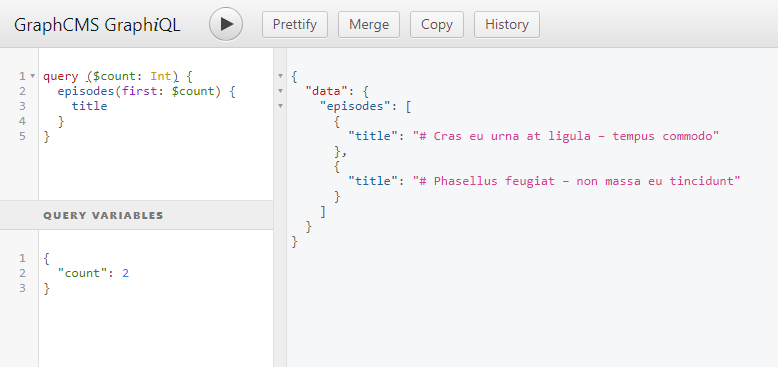 GraphCMS GraphiQL
Prettify
Merge
Copy
History
1 query ($count: Int) {
2 episodes(first: $count) {
3 title
4 }
5 }
QUERY VARIABLES
1 {
2 "count": 2
3 }
{
"data": {
"episodes": [
{
"title": "# Cras eu urna at ligula – tempus commodo"
},
{
"title": "# Phasellus feugiat – non massa eu tincidunt"
}
]
}
}